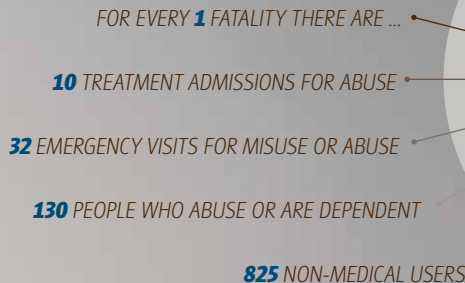 FOR EVERY 1 FATALITY THERE ARE ...
10 TREATMENT ADMISSIONS FOR ABUSE
32 EMERGENCY VISITS FOR MISUSE OR ABUSE
130 PEOPLE WHO ABUSE OR ARE DEPENDENT
825 NON-MEDICAL USERS